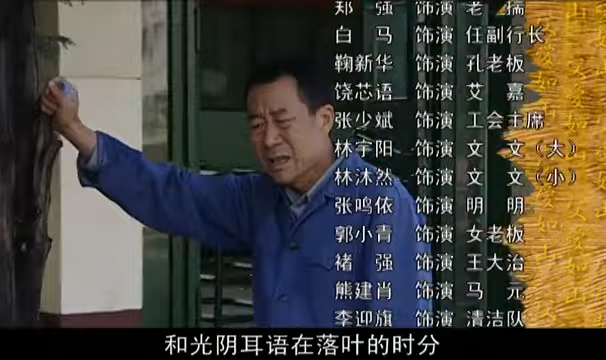 郑 强 饰演 老 孺
白 马 饰演 任副行长
鞠新华 饰演 孔老板
饶芯语 饰演 艾 嘉
张少斌 饰演 工会主席
林宇阳 饰演 文 文(大)
林沐然 饰演 文 文(小)
张鸣依 饰演 明 明
郭小青 饰演 女老板
褚 强 饰演 王大治
熊建肖 饰演 马 元
李迎旗 饰演 清洁队
和光阴耳语在落叶的时分